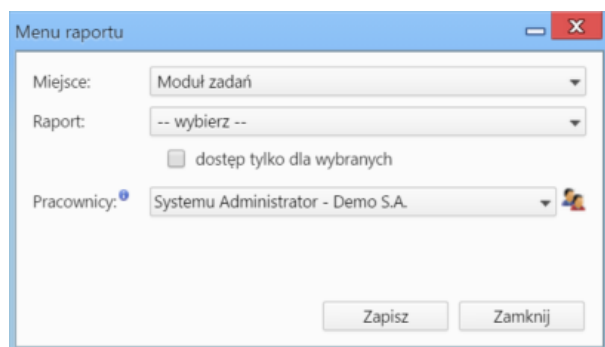 Menu raportu
Miejsce: Moduł zadań
Raport: -- wybierz --
dostęp tylko dla wybranych
Pracownicy: Systemu Administrator - Demo S.A.
Zapisz Zamknij